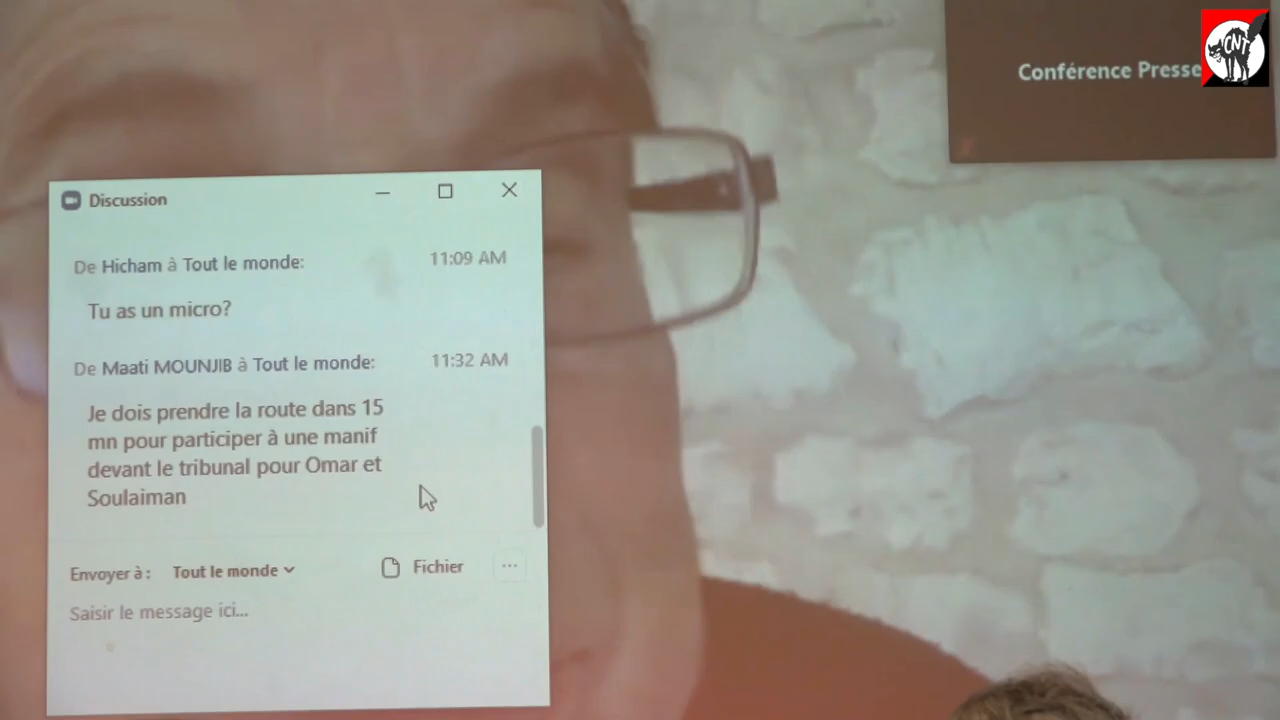 CNT
Conférence Presse
Discussion
De Hicham à Tout le monde:
11:09 AM
Tu as un micro?
De Maati MOUNJIB à Tout le monde:
11:32 AM
Je dois prendre la route dans 15
mn pour participer à une manif
devant le tribunal pour Omar et
Soulaiman
Envoyer à :
Tout le monde
Fichier
...
Saisir le message ici...